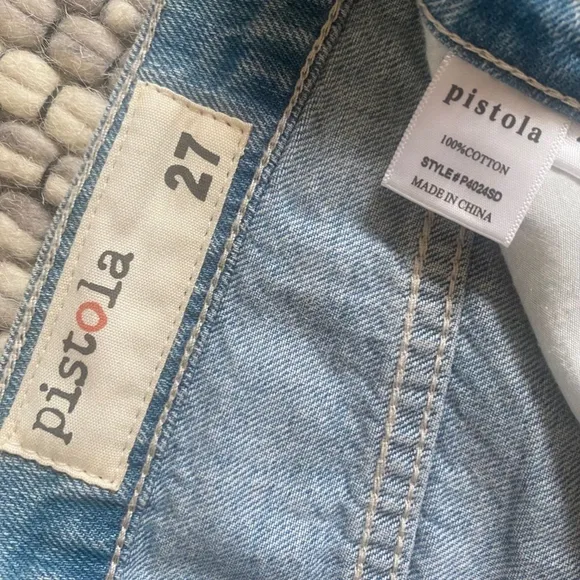 pistola 27
pistola
100%COTTON
STYLE# P4024SD
MADE IN CHINA